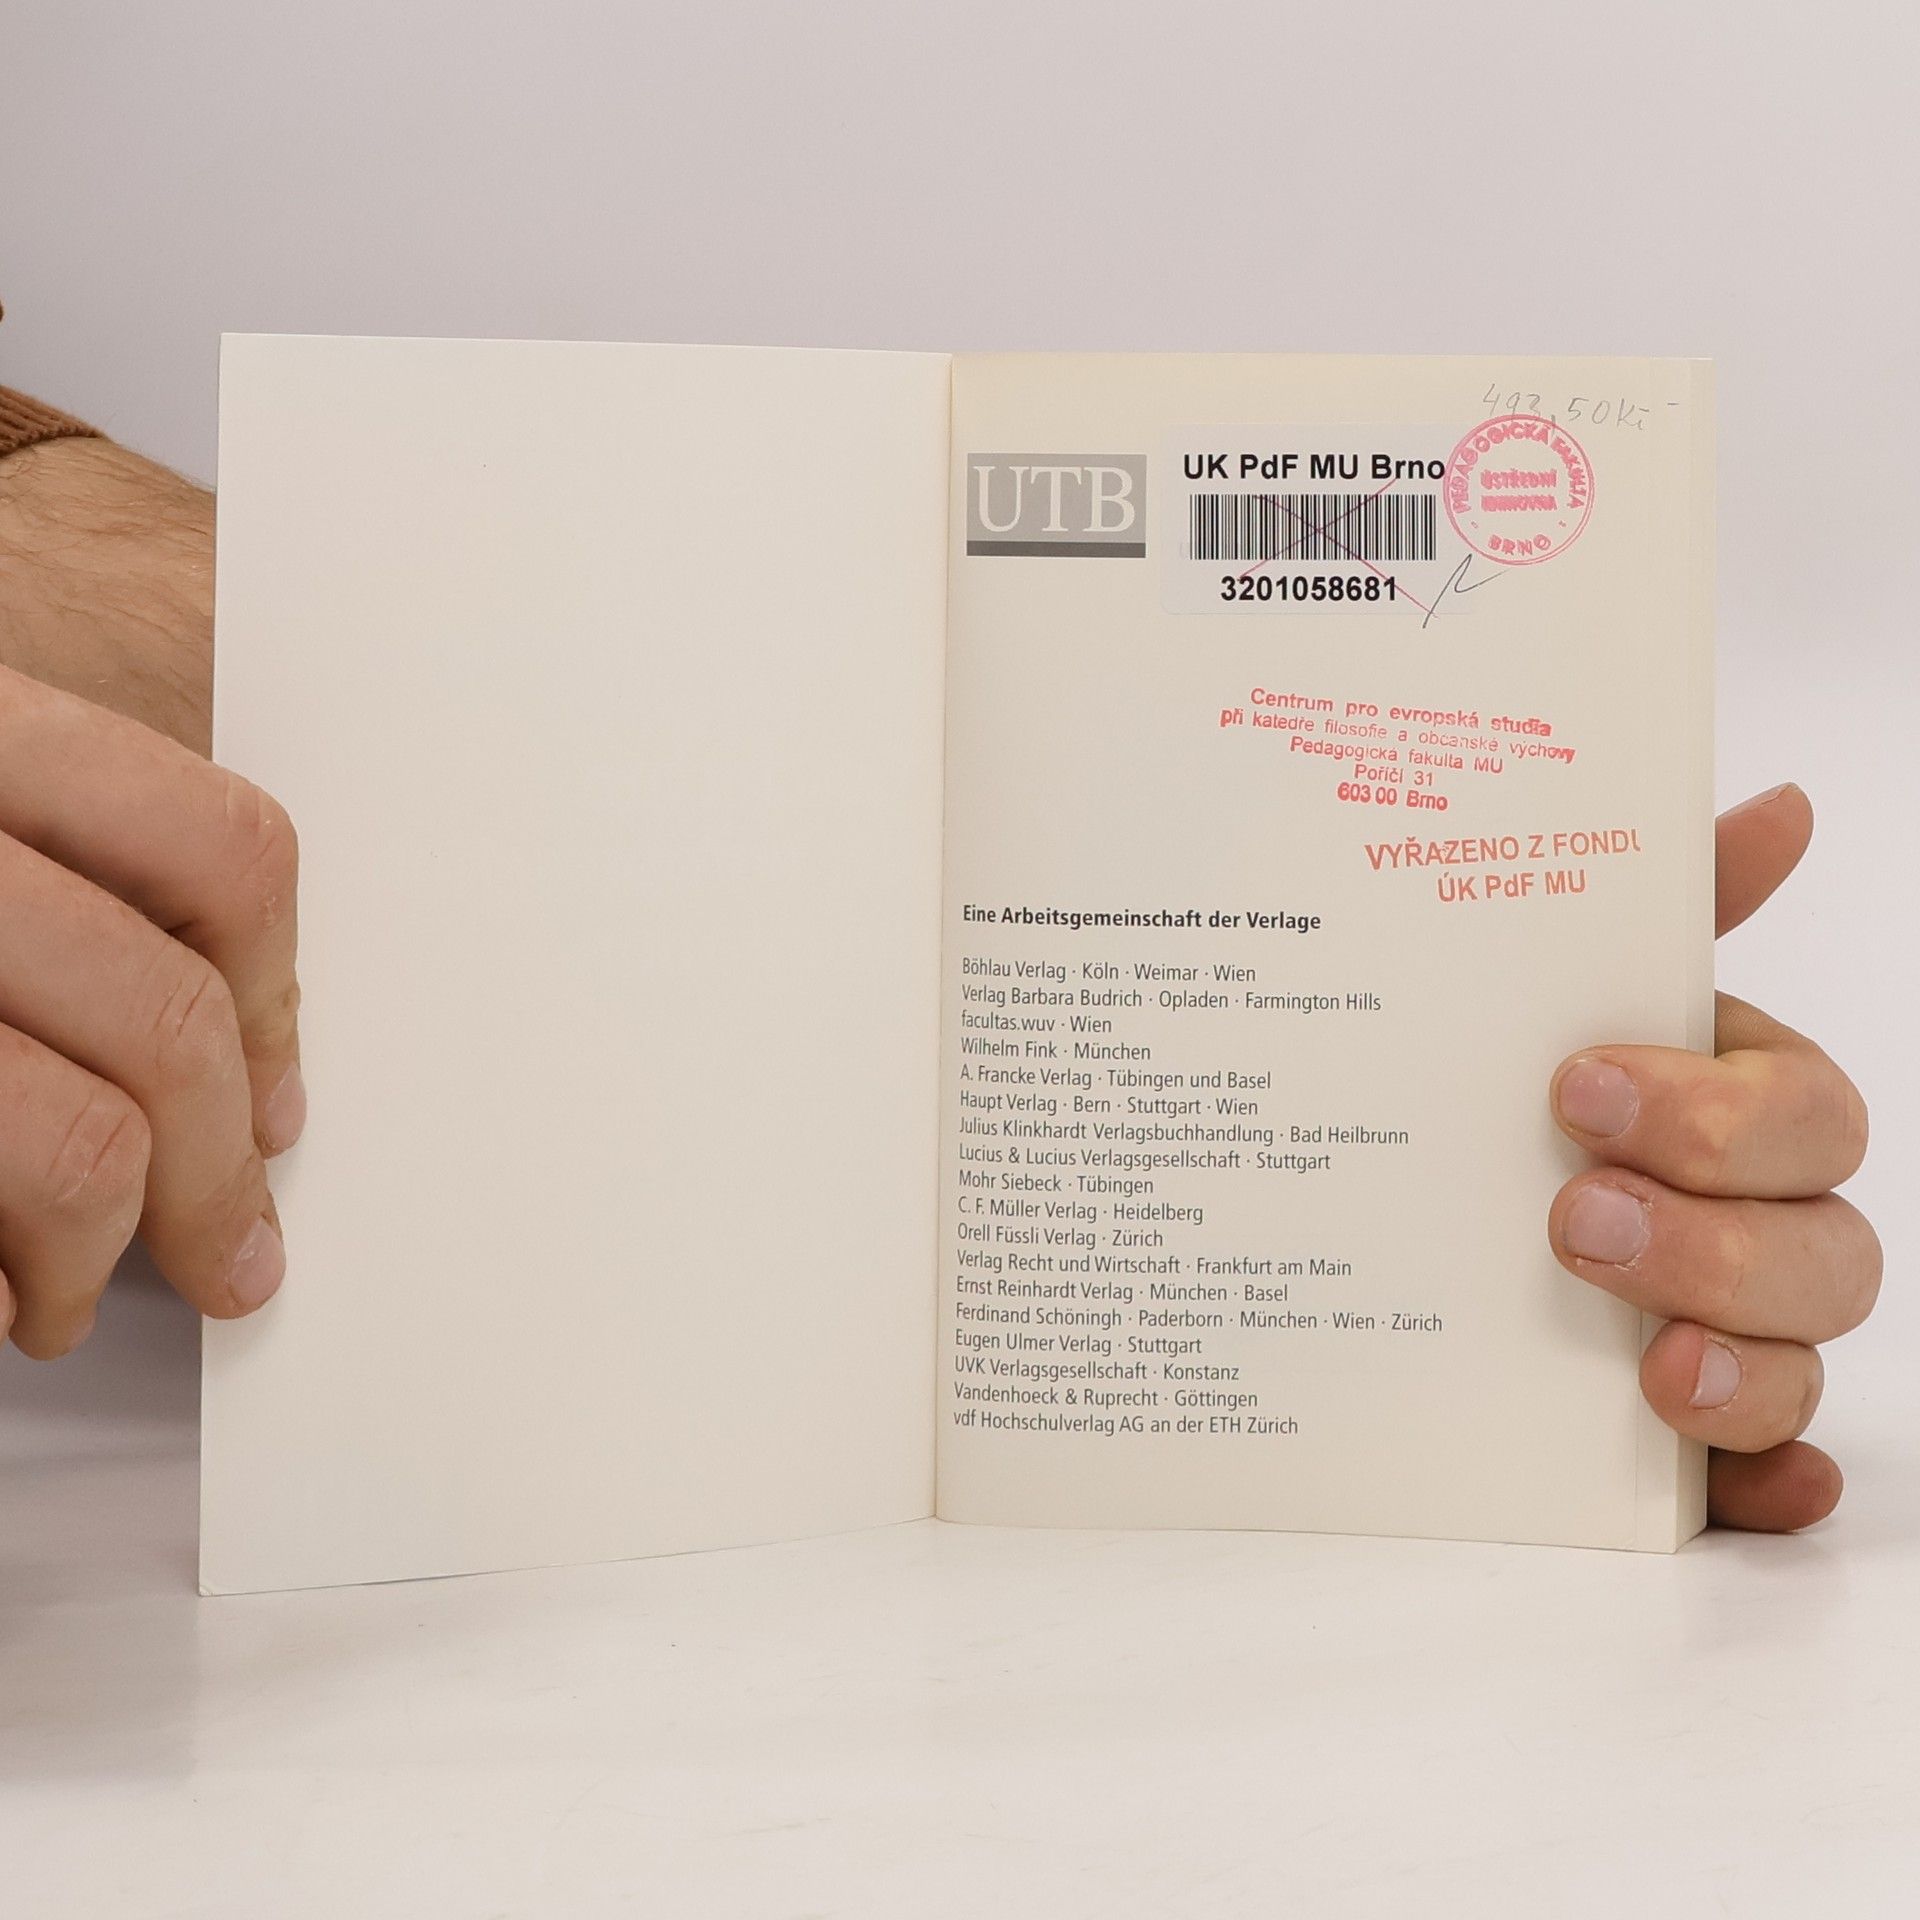 493,50 Kč
UTB
UK PdF MU Brno
3201058681
PEDAGOGICKÁ FAKULTA
ÚSTŘEDNÍ
KNIHOVNA
BRNO
Centrum pro evropská studia
při katedře filosofie a občanské výchovy
Pedagogická fakulta MU
Poříčí 31
603 00 Brno
VYŘAZENO Z FONDU
ÚK PdF MU
Eine Arbeitsgemeinschaft der Verlage
Böhlau Verlag · Köln · Weimar · Wien
Verlag Barbara Budrich · Opladen · Farmington Hills
facultas.wuv · Wien
Wilhelm Fink · München
A. Francke Verlag · Tübingen und Basel
Haupt Verlag · Bern · Stuttgart · Wien
Julius Klinkhardt Verlagsbuchhandlung · Bad Heilbrunn
Lucius & Lucius Verlagsgesellschaft · Stuttgart
Mohr Siebeck · Tübingen
C. F. Müller Verlag · Heidelberg
Orell Füssli Verlag · Zürich
Verlag Recht und Wirtschaft · Frankfurt am Main
Ernst Reinhardt Verlag · München · Basel
Ferdinand Schöningh · Paderborn · München · Wien · Zürich
Eugen Ulmer Verlag · Stuttgart
UVK Verlagsgesellschaft · Konstanz
Vandenhoeck & Ruprecht · Göttingen
vdf Hochschulverlag AG an der ETH Zürich